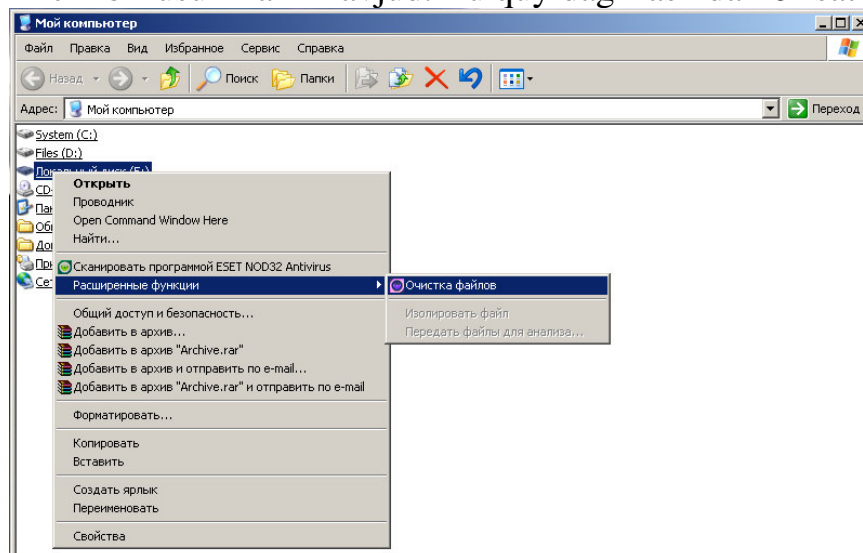 Мой компьютер
Файл Правка Вид Избранное Сервис Справка
Назад Поиск Папки
Адрес: Мой компьютер Переход
System (C:)
Files (D:)
Локальный диск (E:)
CD-
Открыть
Проводник
Open Command Window Here
Найти...
Сканировать программой ESET NOD32 Antivirus
Расширенные функции
Очистка файлов
Изолировать файл
Передать файлы для анализа...
Общий доступ и безопасность...
Добавить в архив...
Добавить в архив "Archive.rar"
Добавить в архив и отправить по e-mail...
Добавить в архив "Archive.rar" и отправить по e-mail
Форматировать...
Копировать
Вставить
Создать ярлык
Переименовать
Свойства